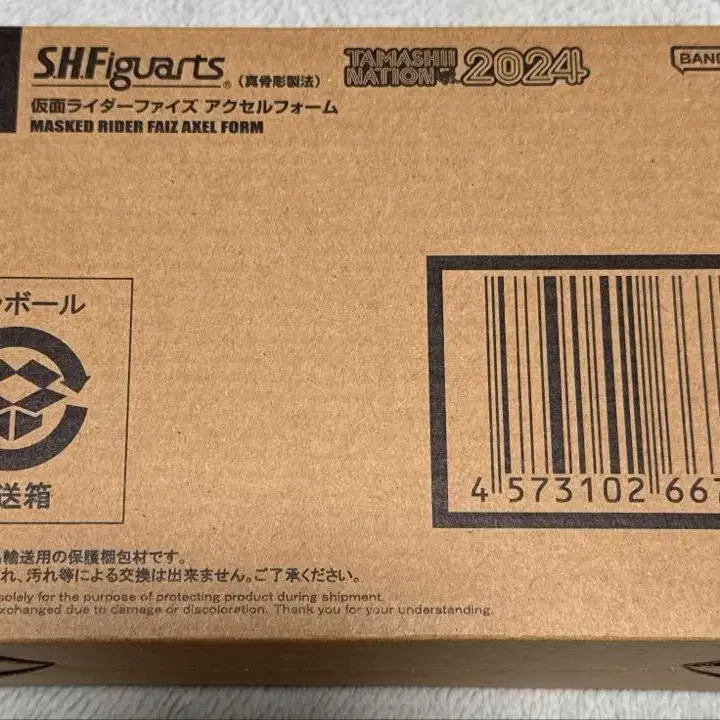 S.H.Figuarts ® (真骨彫製法)
TAMASHII NATION 2024
BAND
仮面ライダーファイズ アクセルフォーム
MASKED RIDER FAIZ AXEL FORM
ボール
送箱
4 573102 667
輸送用の保護梱包材です。
れ、汚れ等による交換は出来ません。ご了承ください。
solely for the purpose of protecting product during shipment.
exchanged due to damage or discoloration. Thank you for your understanding.